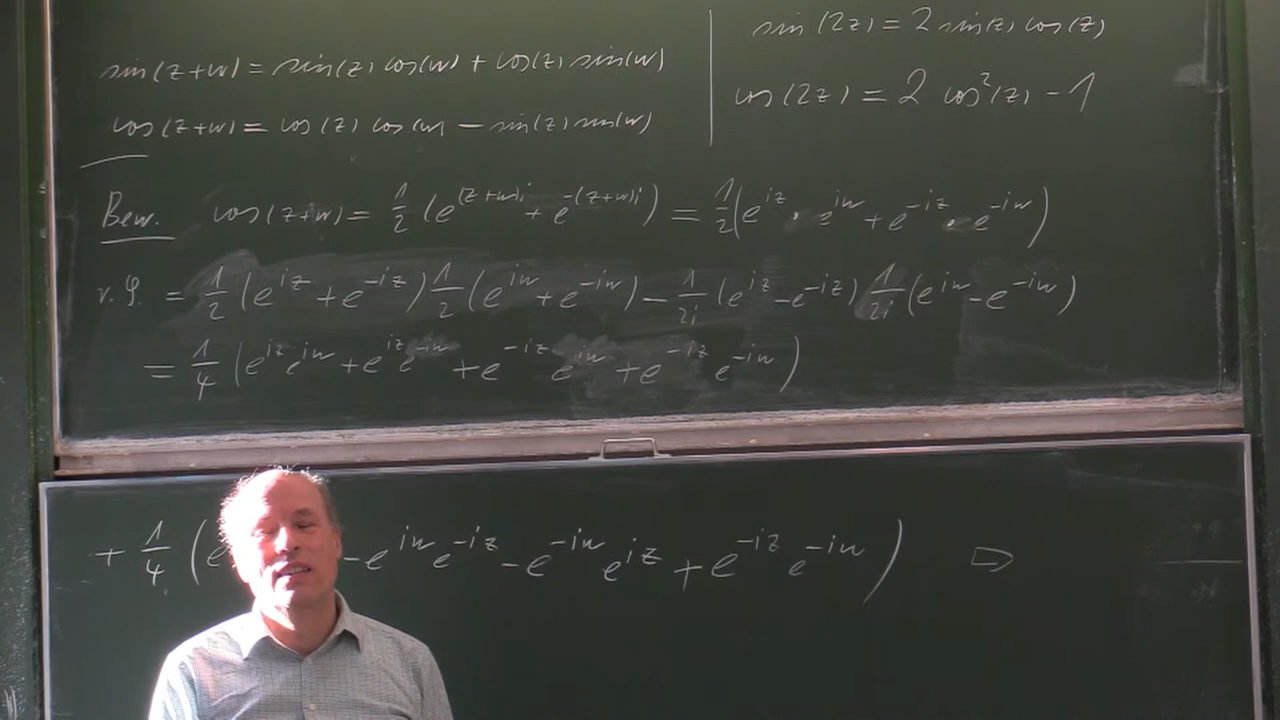 sin(z+w) = sin(z) cos(w) + cos(z) sin(w)
cos(z+w) = cos(z) cos(w) - sin(z) sin(w)
sin(2z) = 2 sin(z) cos(z)
cos(2z) = 2 cos²(z) - 1
Bew. cos(z+w) = 1/2 (e^{(z+w)i} + e^{-(z+w)i}) = 1/2 (e^{iz} · e^{iw} + e^{-iz} · e^{-iw})
r. S. = 1/2 (e^{iz} + e^{-iz}) 1/2 (e^{iw} + e^{-iw}) - 1/2i (e^{iz} - e^{-iz}) 1/2i (e^{iw} - e^{-iw})
= 1/4 (e^{iz} e^{iw} + e^{iz} e^{-iw} + e^{-iz} e^{iw} + e^{-iz} e^{-iw})
+ 1/4 (e - e^{iw} e^{-iz} - e^{-iw} e^{iz} + e^{-iz} e^{-iw}) □